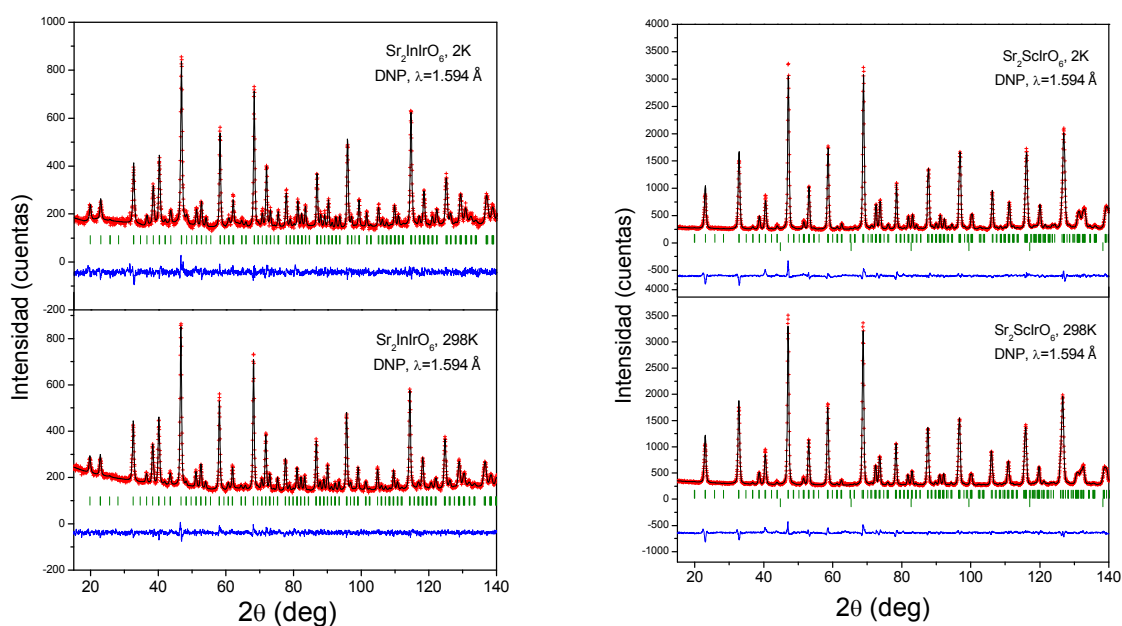 1000
800
600
400
200
0
-200
Sr2InIrO6, 2K
DNP, λ=1.594 Å
800
600
400
200
0
-200
Sr2InIrO6, 298K
DNP, λ=1.594 Å
20 40 60 80 100 120 140
2θ (deg)
Intensidad (cuentas)
4000
3500
3000
2500
2000
1500
1000
500
0
-500
Sr2ScIrO6, 2K
DNP, λ=1.594 Å
4000
3500
3000
2500
2000
1500
1000
500
0
-500
-1000
Sr2ScIrO6, 298K
DNP, λ=1.594 Å
20 40 60 80 100 120 140
2θ (deg)
Intensidad (cuentas)